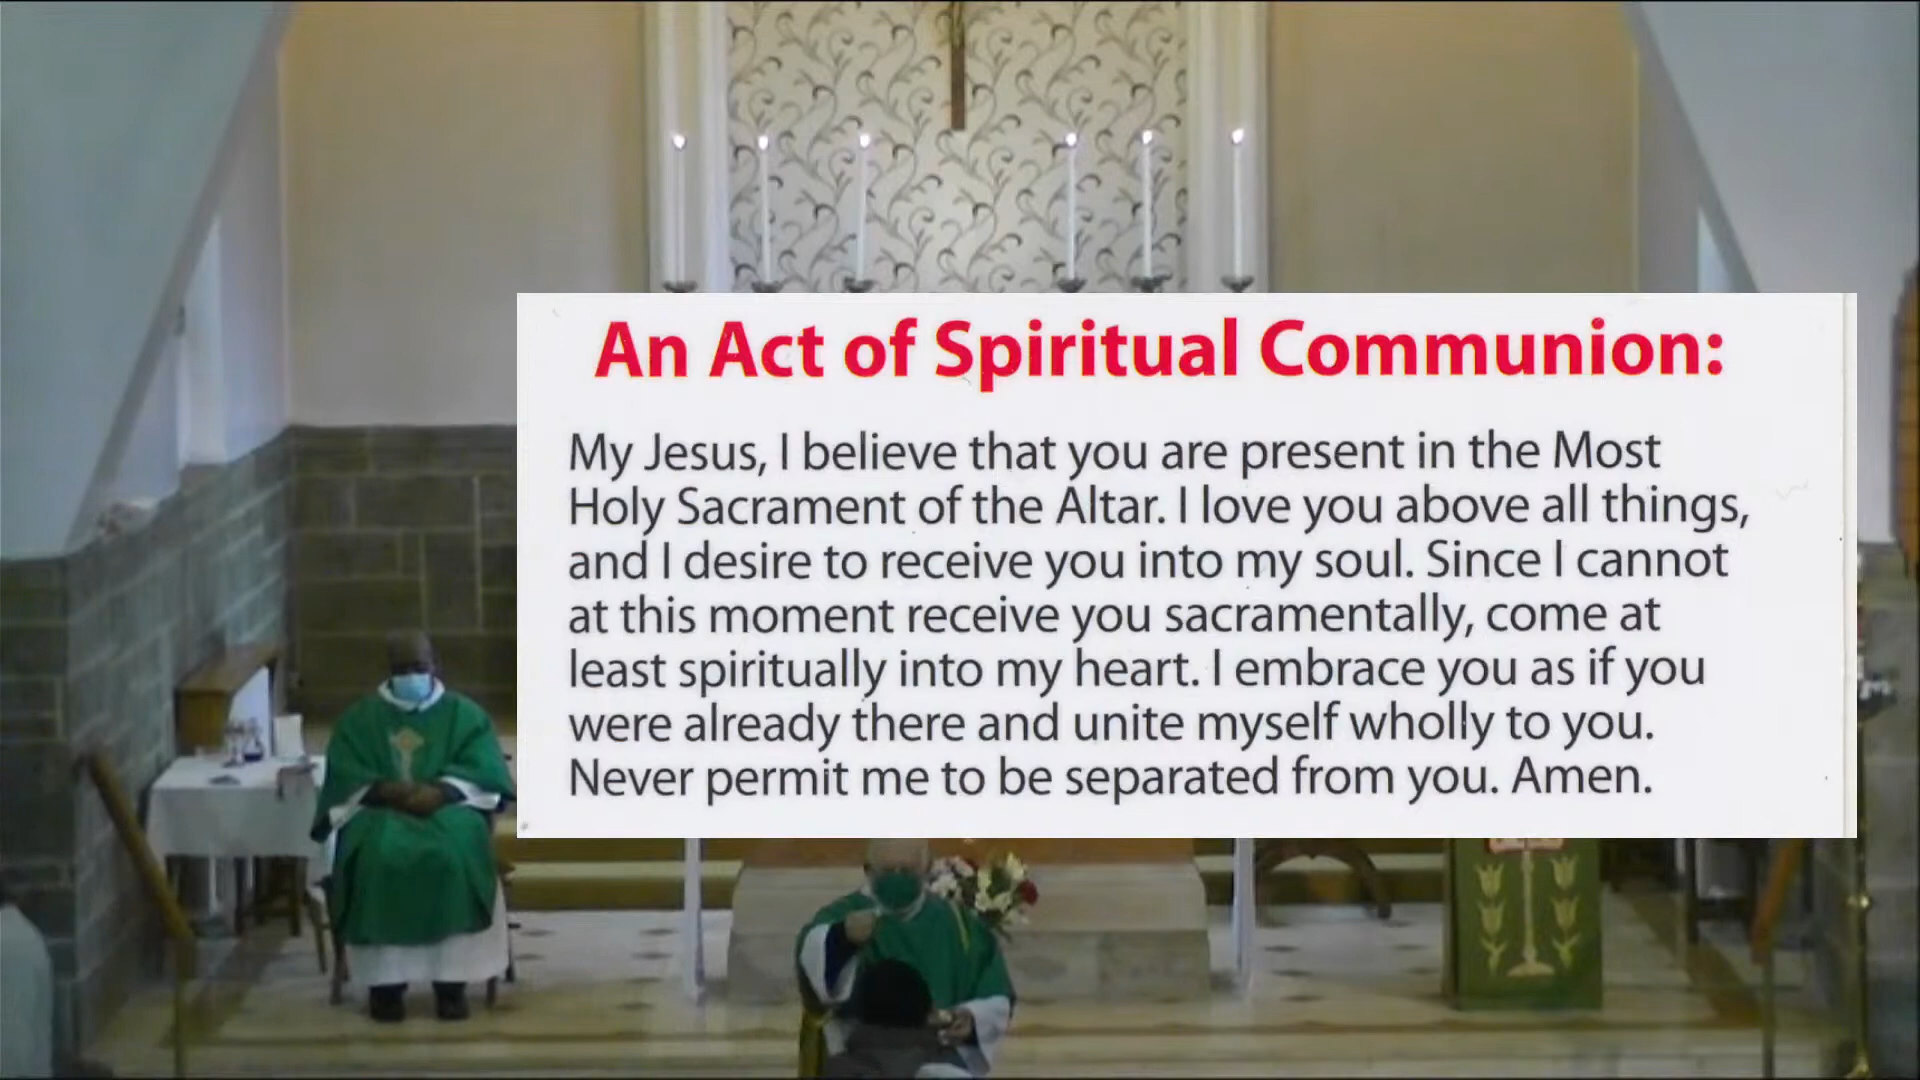 An Act of Spiritual Communion:
My Jesus, I believe that you are present in the Most
Holy Sacrament of the Altar. I love you above all things,
and I desire to receive you into my soul. Since I cannot
at this moment receive you sacramentally, come at
least spiritually into my heart. I embrace you as if you
were already there and unite myself wholly to you.
Never permit me to be separated from you. Amen.